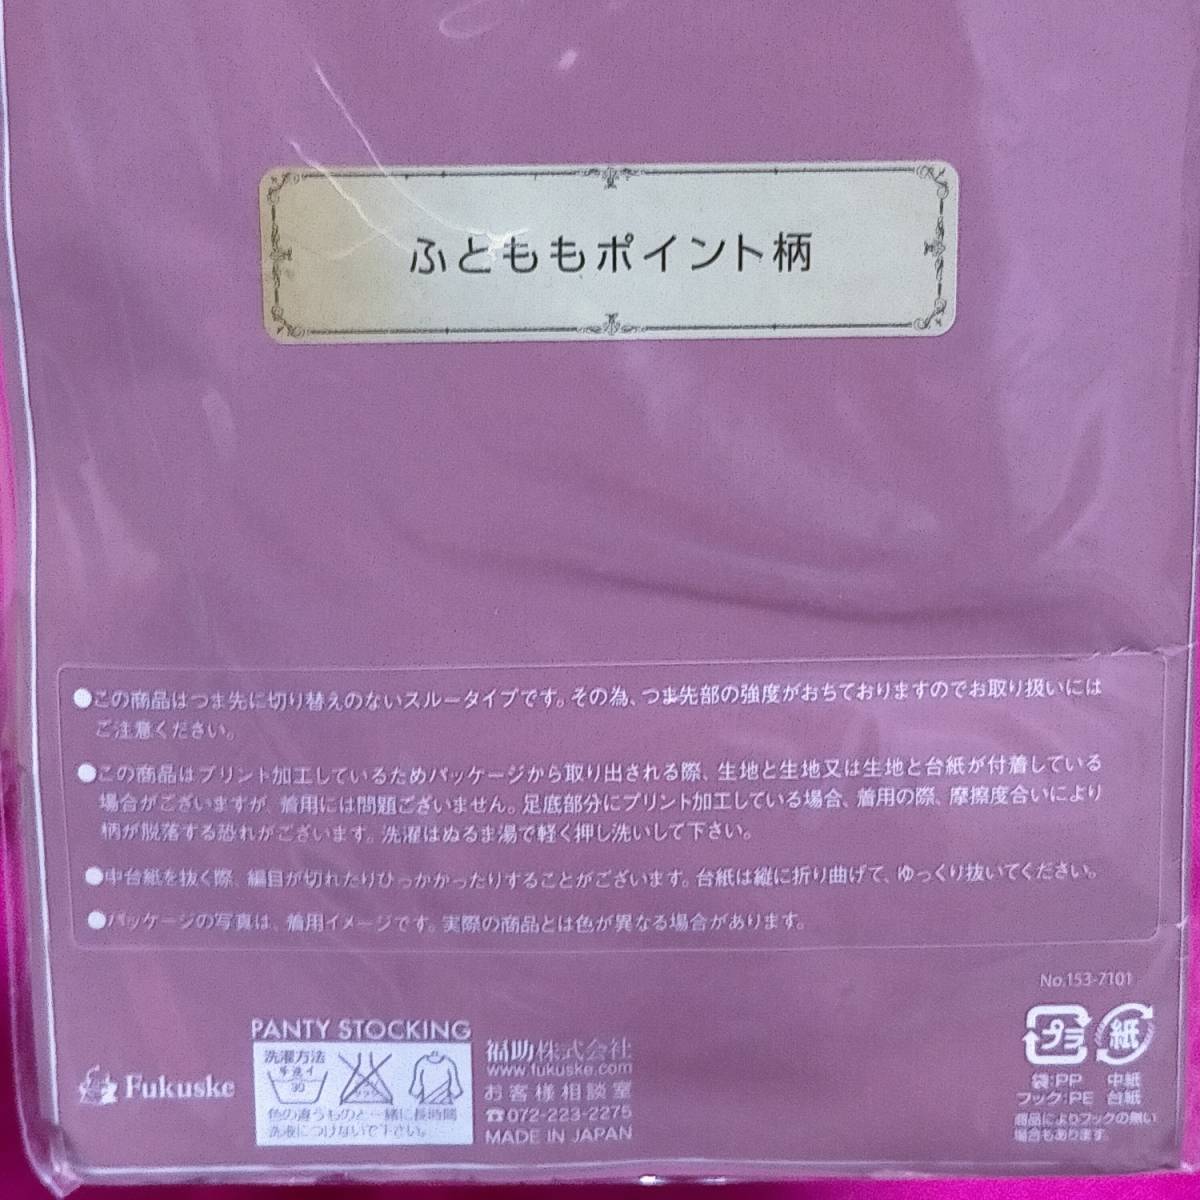 ふとももポイント柄
●この商品はつま先に切り替えのないスルータイプです。その為、つま先部の強度がおちておりますのでお取り扱いには
ご注意ください。
●この商品はプリント加工しているためパッケージから取り出される際、生地と生地又は生地と台紙が付着している
場合がございますが、着用には問題ございません。足底部分にプリント加工している場合、着用の際、摩擦度合いにより
柄が脱落する恐れがございます。洗濯はぬるま湯で軽く押し洗いして下さい。
●中台紙を抜く際、編目が切れたりひっかかったりすることがございます。台紙は縦に折り曲げて、ゆっくり抜いてください。
●パッケージの写真は、着用イメージです。実際の商品とは色が異なる場合があります。
No.153-7101
Fukuske
PANTY STOCKING
洗濯方法
手洗イ
30
色の違うものと一緒に長時間
洗液につけないで下さい。
福助株式会社
www.fukuske.com
お客様相談室
☎072-223-2275
MADE IN JAPAN
プラ 紙
袋:PP 中紙
フック:PE 台紙
商品によりフックの無い
場合もあります。